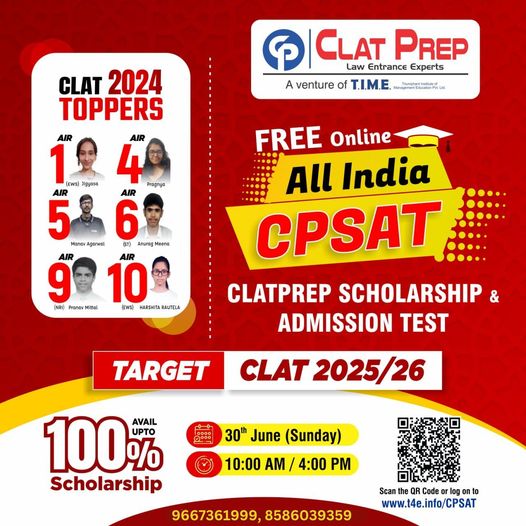 CLAT 2024
TOPPERS
AIR
1
(EWS) Jigyasa
AIR
4
Pragnya
AIR
5
Manav Agarwal
AIR
6
(ST) Anurag Meena
AIR
9
(NRI) Pranav Mittal
AIR
10
(EWS) HARSHITA RAUTELA
CP CLAT PREP
Law Entrance Experts
A venture of T.I.M.E. Triumphant Institute of
Management Education Pvt. Ltd.
FREE Online
All India
CPSAT
CLATPREP SCHOLARSHIP &
ADMISSION TEST
TARGET CLAT 2025/26
AVAIL
UPTO
100%
Scholarship
30th June (Sunday)
10:00 AM / 4:00 PM
Scan the QR Code or log on to
www.t4e.info/CPSAT
9667361999, 8586039359